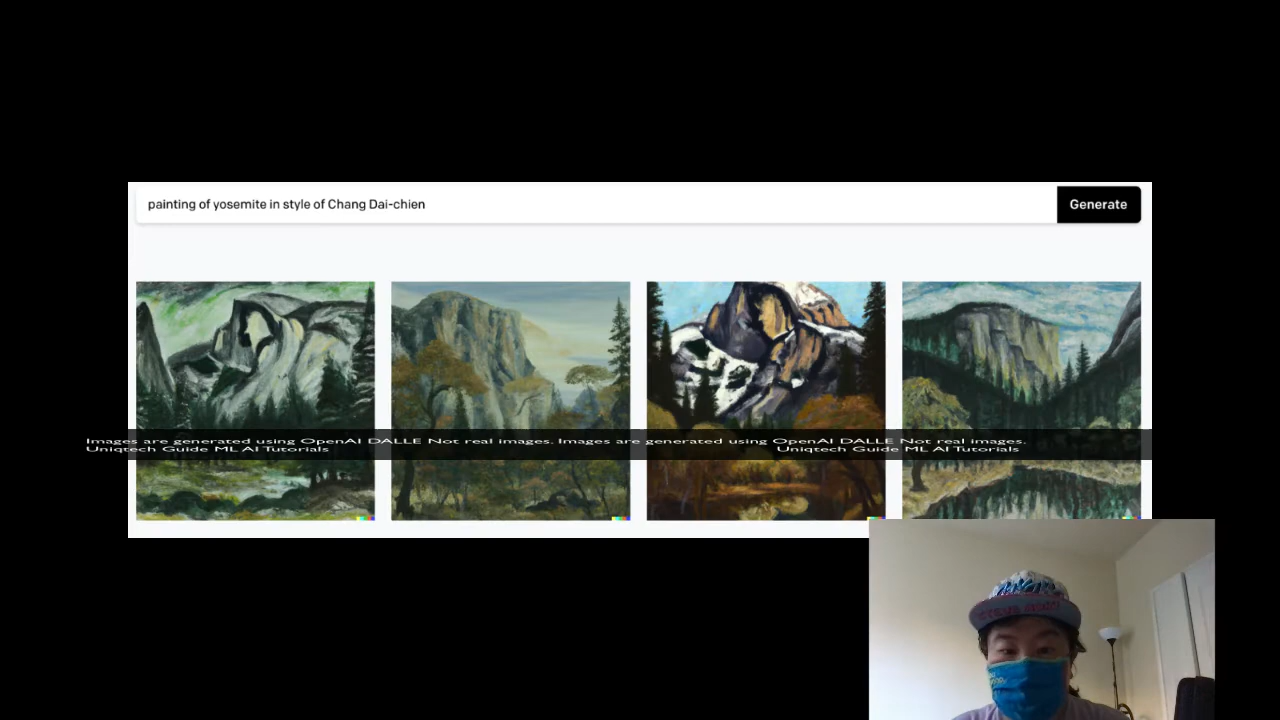 painting of yosemite in style of Chang Dai-chien
Generate
Images are generated using OpenAI DALLE Not real images. Images are generated using OpenAI DALLE Not real images.
Uniqtech Guide ML AI Tutorials
Uniqtech Guide ML AI Tutorials